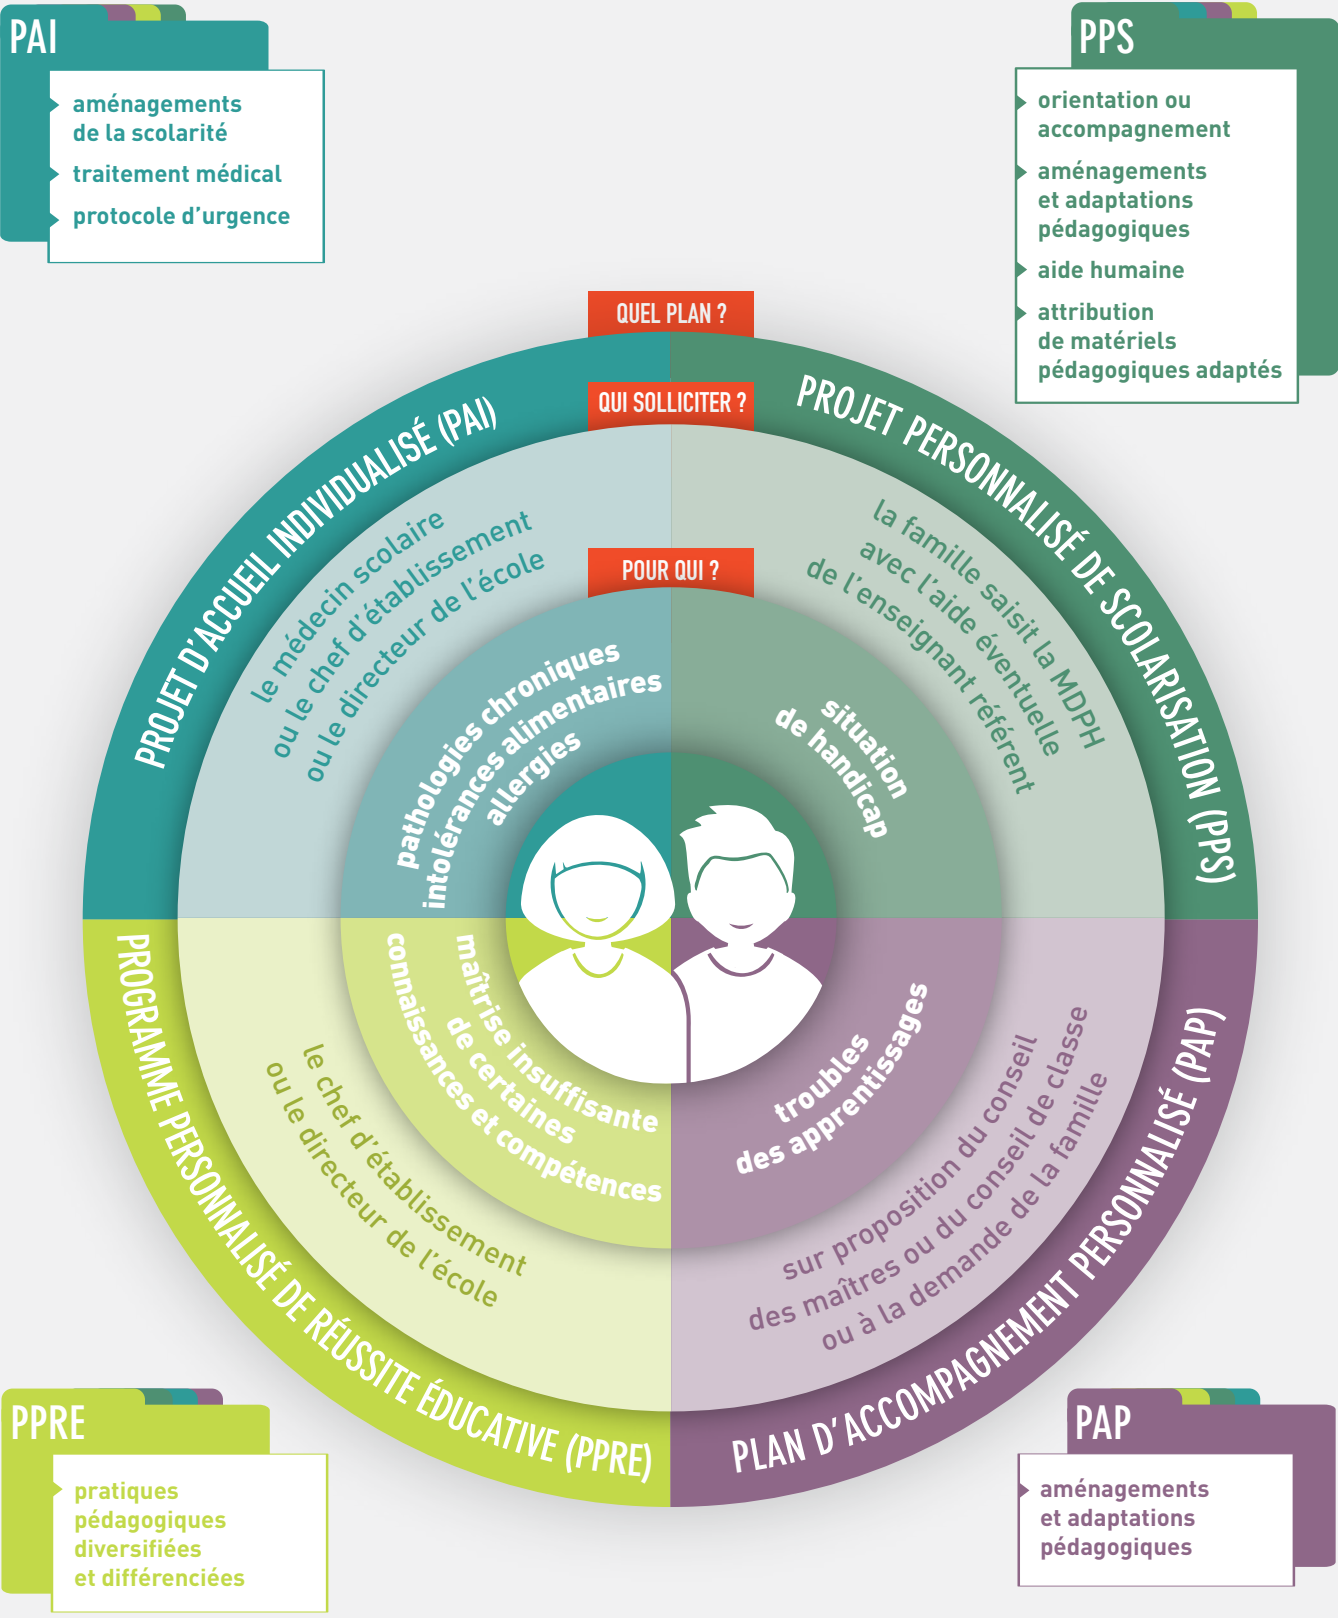 PAI
aménagements
de la scolarité
traitement médical
protocole d’urgence
PPS
orientation ou
accompagnement
aménagements
et adaptations
pédagogiques
aide humaine
attribution
de matériels
pédagogiques adaptés
QUEL PLAN ?
QUI SOLLICITER ?
POUR QUI ?
PROJET D’ACCUEIL INDIVIDUALISÉ (PAI)
le médecin scolaire
ou le chef d’établissement
ou le directeur de l’école
pathologies chroniques
intolérances alimentaires
allergies
PROJET PERSONNALISÉ DE SCOLARISATION (PPS)
la famille saisit la MDPH
avec l’aide éventuelle
de l’enseignant référent
situation
de handicap
PROGRAMME PERSONNALISÉ DE RÉUSSITE ÉDUCATIVE (PPRE)
le chef d’établissement
ou le directeur de l’école
maîtrise insuffisante
de certaines
connaissances et compétences
PLAN D’ACCOMPAGNEMENT PERSONNALISÉ (PAP)
sur proposition du conseil
des maîtres ou du conseil de classe
ou à la demande de la famille
troubles
des apprentissages
PPRE
pratiques
pédagogiques
diversifiées
et différenciées
PAP
aménagements
et adaptations
pédagogiques